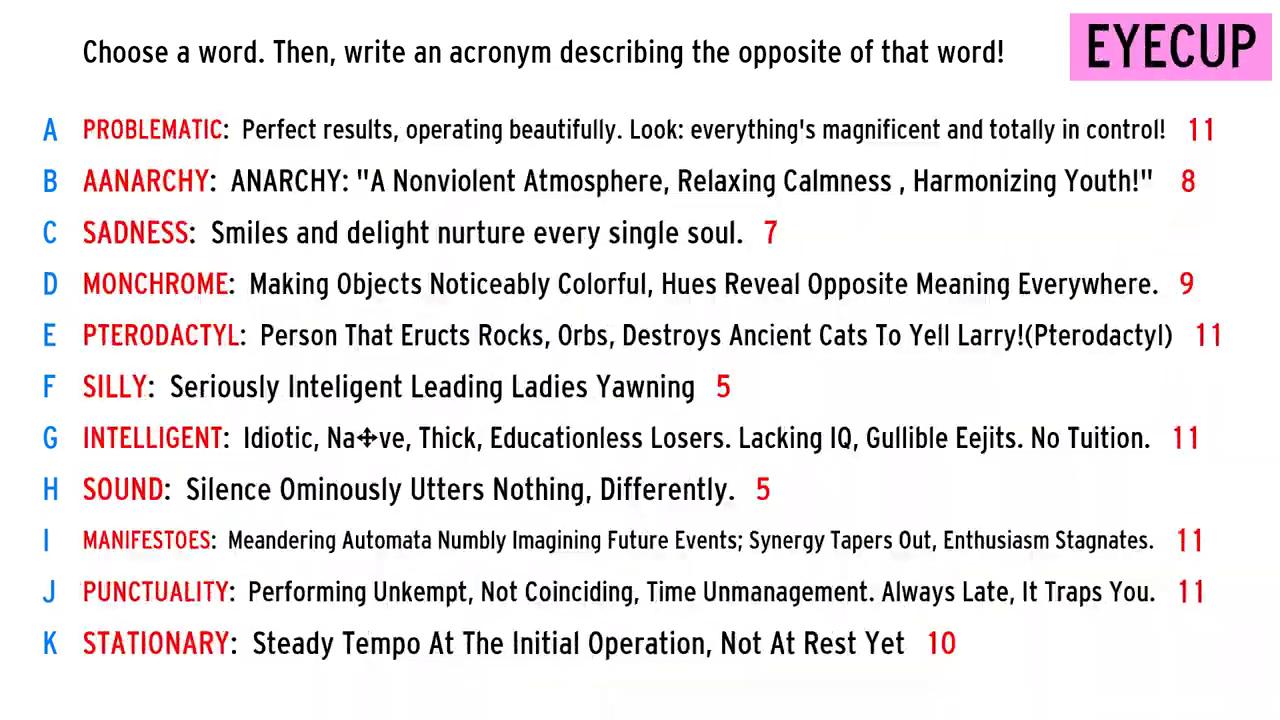 Choose a word. Then, write an acronym describing the opposite of that word!
EYECUP
A PROBLEMATIC: Perfect results, operating beautifully. Look: everything's magnificent and totally in control! 11
B AANARCHY: ANARCHY: "A Nonviolent Atmosphere, Relaxing Calmness , Harmonizing Youth!" 8
C SADNESS: Smiles and delight nurture every single soul. 7
D MONCHROME: Making Objects Noticeably Colorful, Hues Reveal Opposite Meaning Everywhere. 9
E PTERODACTYL: Person That Eructs Rocks, Orbs, Destroys Ancient Cats To Yell Larry!(Pterodactyl) 11
F SILLY: Seriously Inteligent Leading Ladies Yawning 5
G INTELLIGENT: Idiotic, Na✥ve, Thick, Educationless Losers. Lacking IQ, Gullible Eejits. No Tuition. 11
H SOUND: Silence Ominously Utters Nothing, Differently. 5
I MANIFESTOES: Meandering Automata Numbly Imagining Future Events; Synergy Tapers Out, Enthusiasm Stagnates. 11
J PUNCTUALITY: Performing Unkempt, Not Coinciding, Time Unmanagement. Always Late, It Traps You. 11
K STATIONARY: Steady Tempo At The Initial Operation, Not At Rest Yet 10